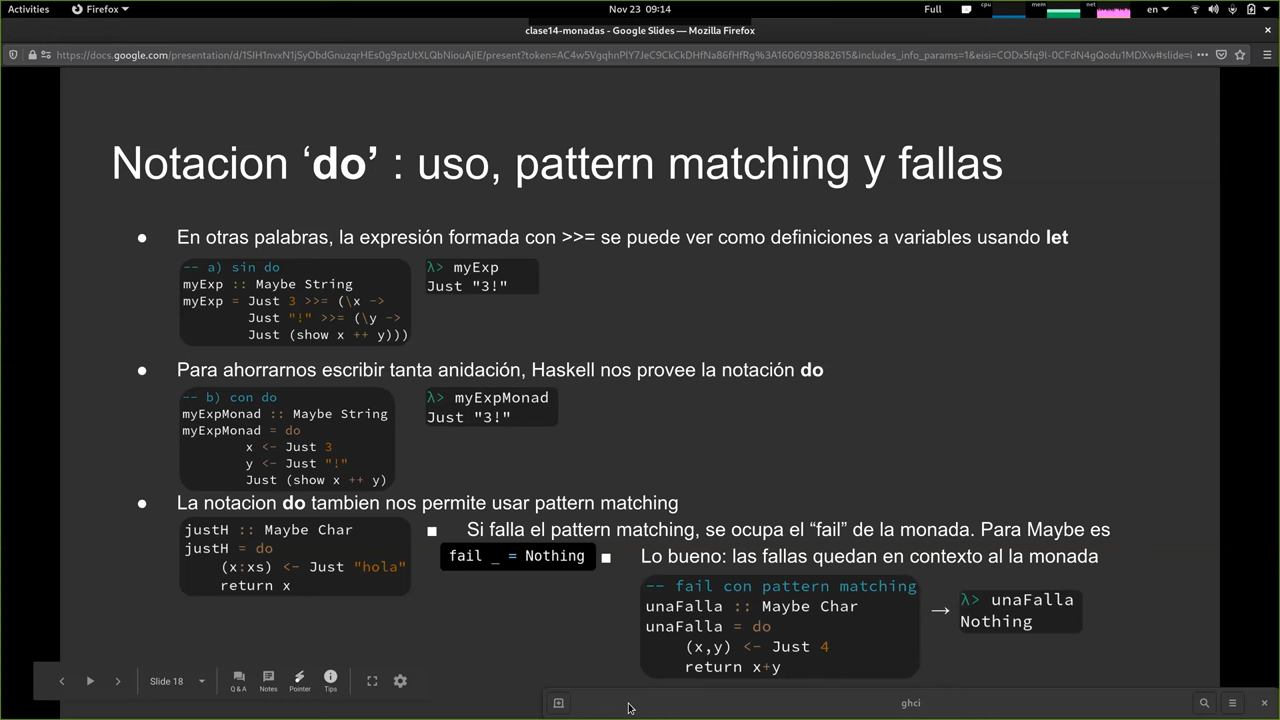 Activities
Firefox
Nov 23 09:14
Full
cpu
mem
net
en
clase14-monadas - Google Slides — Mozilla Firefox
Notacion ‘do’ : uso, pattern matching y fallas
● En otras palabras, la expresión formada con >>= se puede ver como definiciones a variables usando let
-- a) sin do
myExp :: Maybe String
myExp = Just 3 >>= (\x ->
Just "!" >>= (\y ->
Just (show x ++ y)))
λ> myExp
Just "3!"
● Para ahorrarnos escribir tanta anidación, Haskell nos provee la notación do
-- b) con do
myExpMonad :: Maybe String
myExpMonad = do
x <- Just 3
y <- Just "!"
Just (show x ++ y)
λ> myExpMonad
Just "3!"
● La notacion do tambien nos permite usar pattern matching
justH :: Maybe Char
justH = do
(x:xs) <- Just "hola"
return x
■ Si falla el pattern matching, se ocupa el “fail” de la monada. Para Maybe es
fail _ = Nothing
■ Lo bueno: las fallas quedan en contexto al la monada
-- fail con pattern matching
unaFalla :: Maybe Char
unaFalla = do
(x,y) <- Just 4
return x+y
→
λ> unaFalla
Nothing
Slide 18
Q & A
Notes
Pointer
Tips
ghci